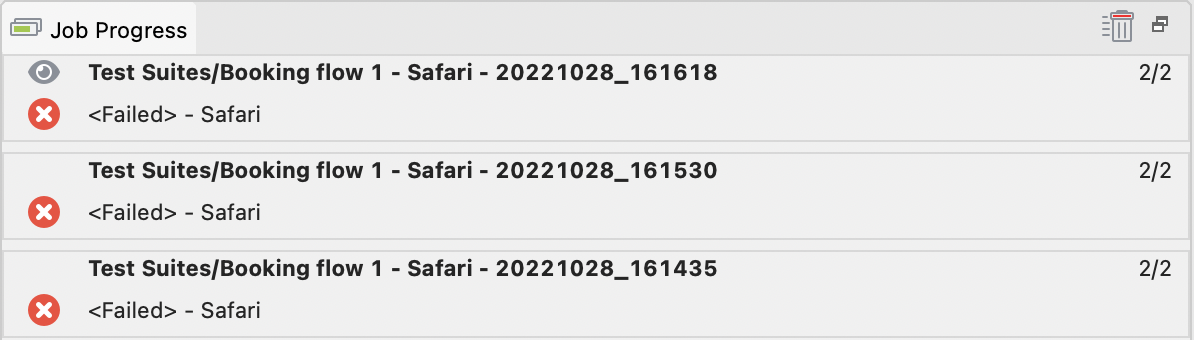 Job Progress
Test Suites/Booking flow 1 - Safari - 20221028_161618 2/2
<Failed> - Safari
Test Suites/Booking flow 1 - Safari - 20221028_161530 2/2
<Failed> - Safari
Test Suites/Booking flow 1 - Safari - 20221028_161435 2/2
<Failed> - Safari